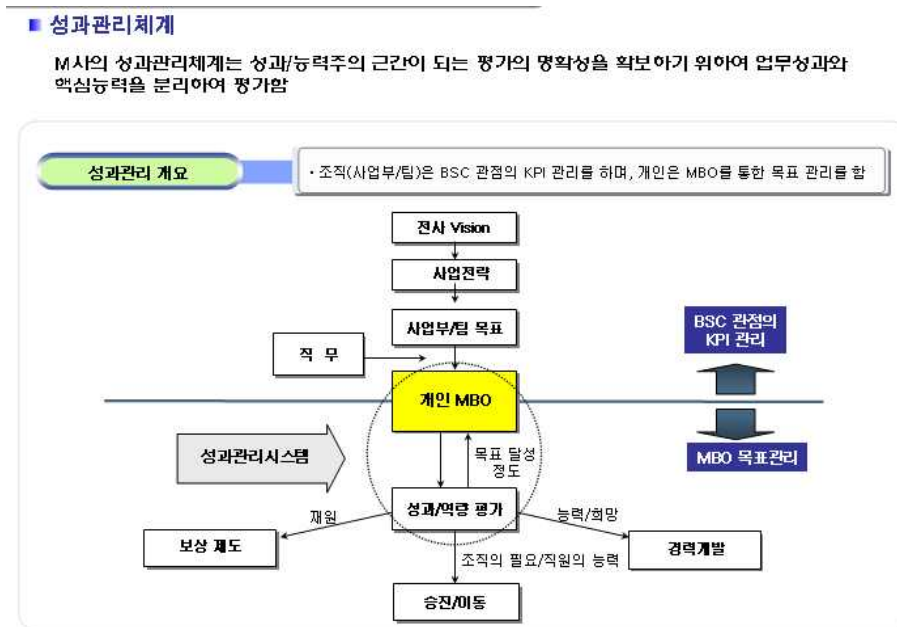 성과관리체계
M사의 성과관리체계는 성과/능력주의 근간이 되는 평가의 명확성을 확보하기 위하여 업무성과와
핵심능력을 분리하여 평가함
성과관리 개요
· 조직(사업부/팀)은 BSC 관점의 KPI 관리를 하며, 개인은 MBO를 통한 목표 관리를 함
전사 Vision
사업전략
사업부/팀 목표
직 무
BSC 관점의
KPI 관리
개인 MBO
성과관리시스템
목표 달성
정도
MBO 목표관리
성과/역량 평가
재원
능력/희망
보상 제도
조직의 필요/직원의 능력
경력개발
승진/이동